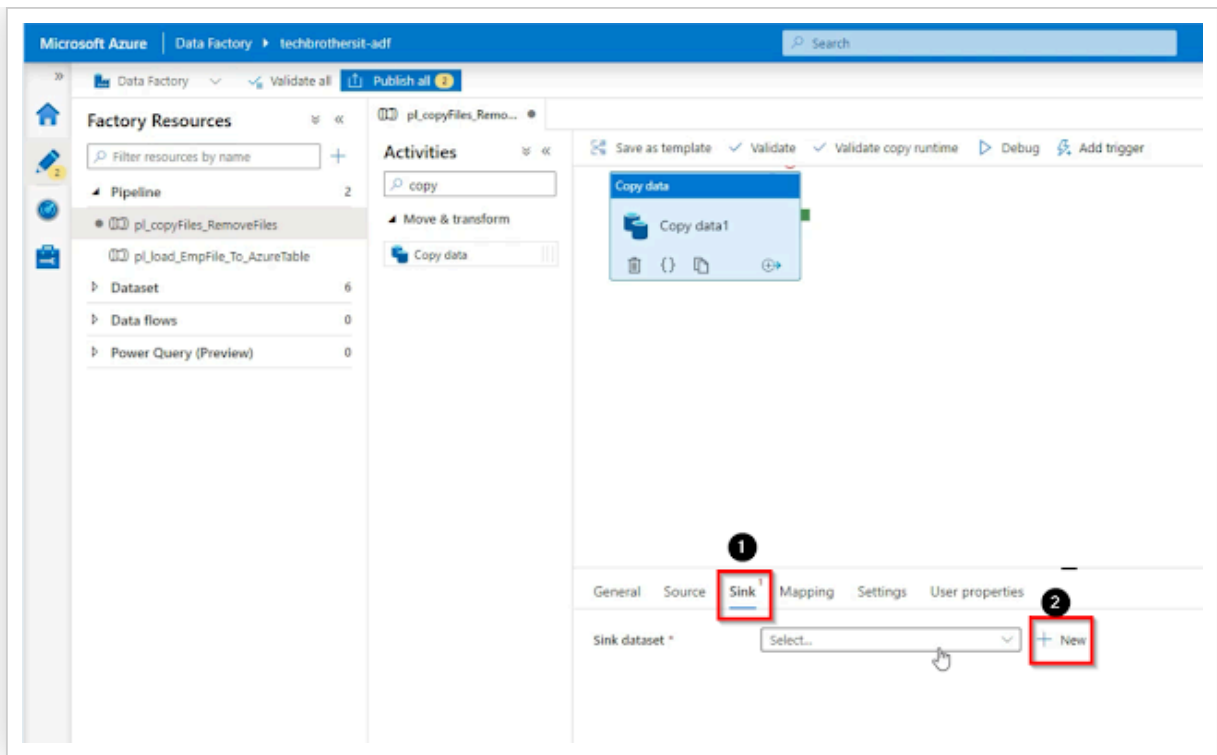 Microsoft Azure
Data Factory
techbrothersit-adf
Search
Data Factory
Validate all
Publish all 2
2
Factory Resources
Filter resources by name
Pipeline 2
pl_copyFiles_RemoveFiles
pl_load_EmpFile_To_AzureTable
Dataset 6
Data flows 0
Power Query (Preview) 0
pl_copyFiles_Remo...
Activities
copy
Move & transform
Copy data
Save as template
Validate
Validate copy runtime
Debug
Add trigger
Copy data
Copy data1
{}
1
General Source Sink 1 Mapping Settings User properties
2
Sink dataset * Select... + New